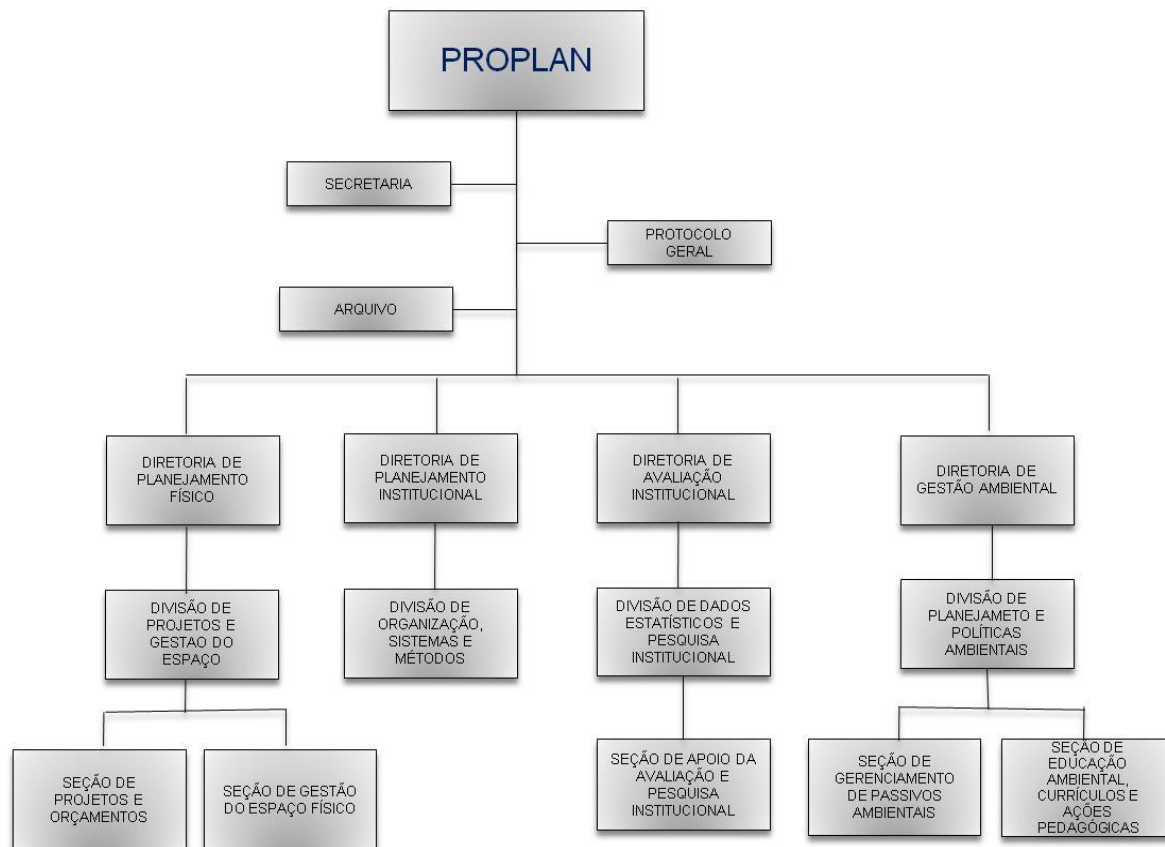 PROPLAN
SECRETARIA
PROTOCOLO
GERAL
ARQUIVO
DIRETORIA DE
PLANEJAMENTO
FÍSICO
DIRETORIA DE
PLANEJAMENTO
INSTITUCIONAL
DIRETORIA DE
AVALIAÇÃO
INSTITUCIONAL
DIRETORIA DE
GESTÃO AMBIENTAL
DIVISÃO DE
PROJETOS E
GESTAO DO
ESPAÇO
DIVISÃO DE
ORGANIZAÇÃO,
SISTEMAS E
MÉTODOS
DIVISÃO DE DADOS
ESTATÍSTICOS E
PESQUISA
INSTITUCIONAL
DIVISÃO DE
PLANEJAMETO E
POLÍTICAS
AMBIENTAIS
SEÇÃO DE
PROJETOS E
ORÇAMENTOS
SEÇÃO DE GESTÃO
DO ESPAÇO FÍSICO
SEÇÃO DE APOIO DA
AVALIAÇÃO E
PESQUISA
INSTITUCIONAL
SEÇÃO DE
GERENCIAMENTO
DE PASSIVOS
AMBIENTAIS
SEÇÃO DE
EDUCAÇÃO
AMBIENTAL,
CURRÍCULOS E
AÇÕES
PEDAGÓGICAS